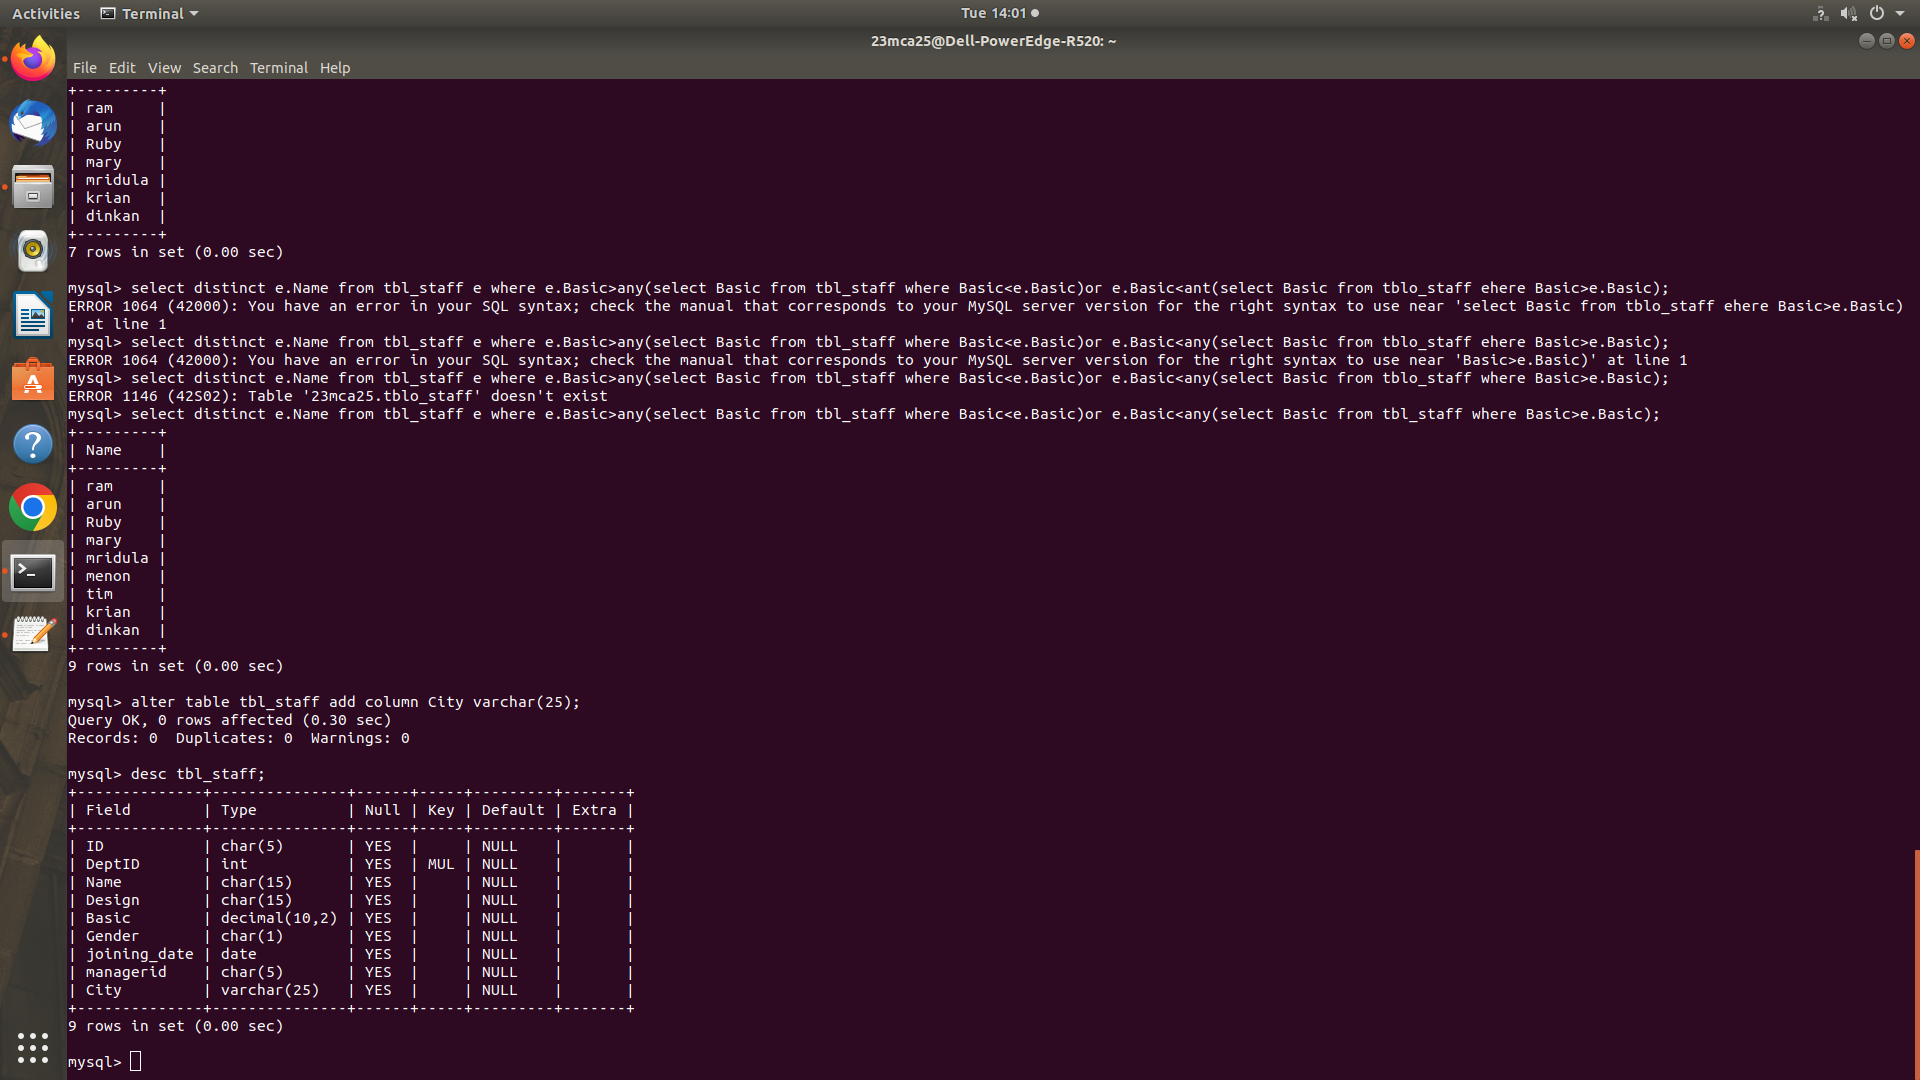 Activities Terminal Tue 14:01
23mca25@Dell-PowerEdge-R520: ~
File Edit View Search Terminal Help
+---------+
| ram     |
| arun    |
| Ruby    |
| mary    |
| mridula |
| krian   |
| dinkan  |
+---------+
7 rows in set (0.00 sec)

mysql> select distinct e.Name from tbl_staff e where e.Basic>any(select Basic from tbl_staff where Basic<e.Basic)or e.Basic<ant(select Basic from tblo_staff ehere Basic>e.Basic);
ERROR 1064 (42000): You have an error in your SQL syntax; check the manual that corresponds to your MySQL server version for the right syntax to use near 'select Basic from tblo_staff ehere Basic>e.Basic)
' at line 1
mysql> select distinct e.Name from tbl_staff e where e.Basic>any(select Basic from tbl_staff where Basic<e.Basic)or e.Basic<any(select Basic from tblo_staff ehere Basic>e.Basic);
ERROR 1064 (42000): You have an error in your SQL syntax; check the manual that corresponds to your MySQL server version for the right syntax to use near 'Basic>e.Basic)' at line 1
mysql> select distinct e.Name from tbl_staff e where e.Basic>any(select Basic from tbl_staff where Basic<e.Basic)or e.Basic<any(select Basic from tblo_staff where Basic>e.Basic);
ERROR 1146 (42S02): Table '23mca25.tblo_staff' doesn't exist
mysql> select distinct e.Name from tbl_staff e where e.Basic>any(select Basic from tbl_staff where Basic<e.Basic)or e.Basic<any(select Basic from tbl_staff where Basic>e.Basic);
+---------+
| Name    |
+---------+
| ram     |
| arun    |
| Ruby    |
| mary    |
| mridula |
| menon   |
| tim     |
| krian   |
| dinkan  |
+---------+
9 rows in set (0.00 sec)

mysql> alter table tbl_staff add column City varchar(25);
Query OK, 0 rows affected (0.30 sec)
Records: 0  Duplicates: 0  Warnings: 0

mysql> desc tbl_staff;
+--------------+---------------+------+-----+---------+-------+
| Field        | Type          | Null | Key | Default | Extra |
+--------------+---------------+------+-----+---------+-------+
| ID           | char(5)       | YES  |     | NULL    |       |
| DeptID       | int           | YES  | MUL | NULL    |       |
| Name         | char(15)      | YES  |     | NULL    |       |
| Design       | char(15)      | YES  |     | NULL    |       |
| Basic        | decimal(10,2) | YES  |     | NULL    |       |
| Gender       | char(1)       | YES  |     | NULL    |       |
| joining_date | date          | YES  |     | NULL    |       |
| managerid    | char(5)       | YES  |     | NULL    |       |
| City         | varchar(25)   | YES  |     | NULL    |       |
+--------------+---------------+------+-----+---------+-------+
9 rows in set (0.00 sec)

mysql>